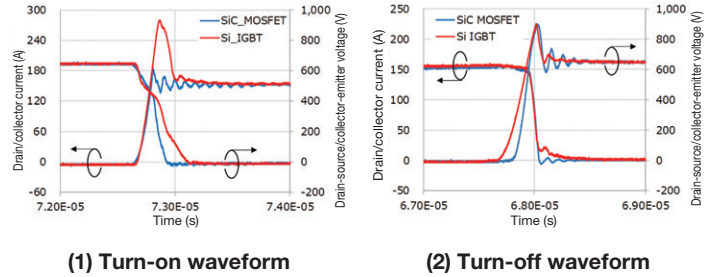 300
240
180
120
60
0
-60
Drain/collector current (A)
SiC_MOSFET
Si_IGBT
1,000
800
600
400
200
0
-200
Drain-source/collector-emitter voltage (V)
7.20E-05
7.30E-05
7.40E-05
Time (s)
(1) Turn-on waveform
250
200
150
100
50
0
-50
Drain/collector current (A)
SiC MOSFET
Si IGBT
1,000
800
600
400
200
0
-200
Drain-source/collector-emitter voltage (V)
6.70E-05
6.80E-05
6.90E-05
Time (s)
(2) Turn-off waveform